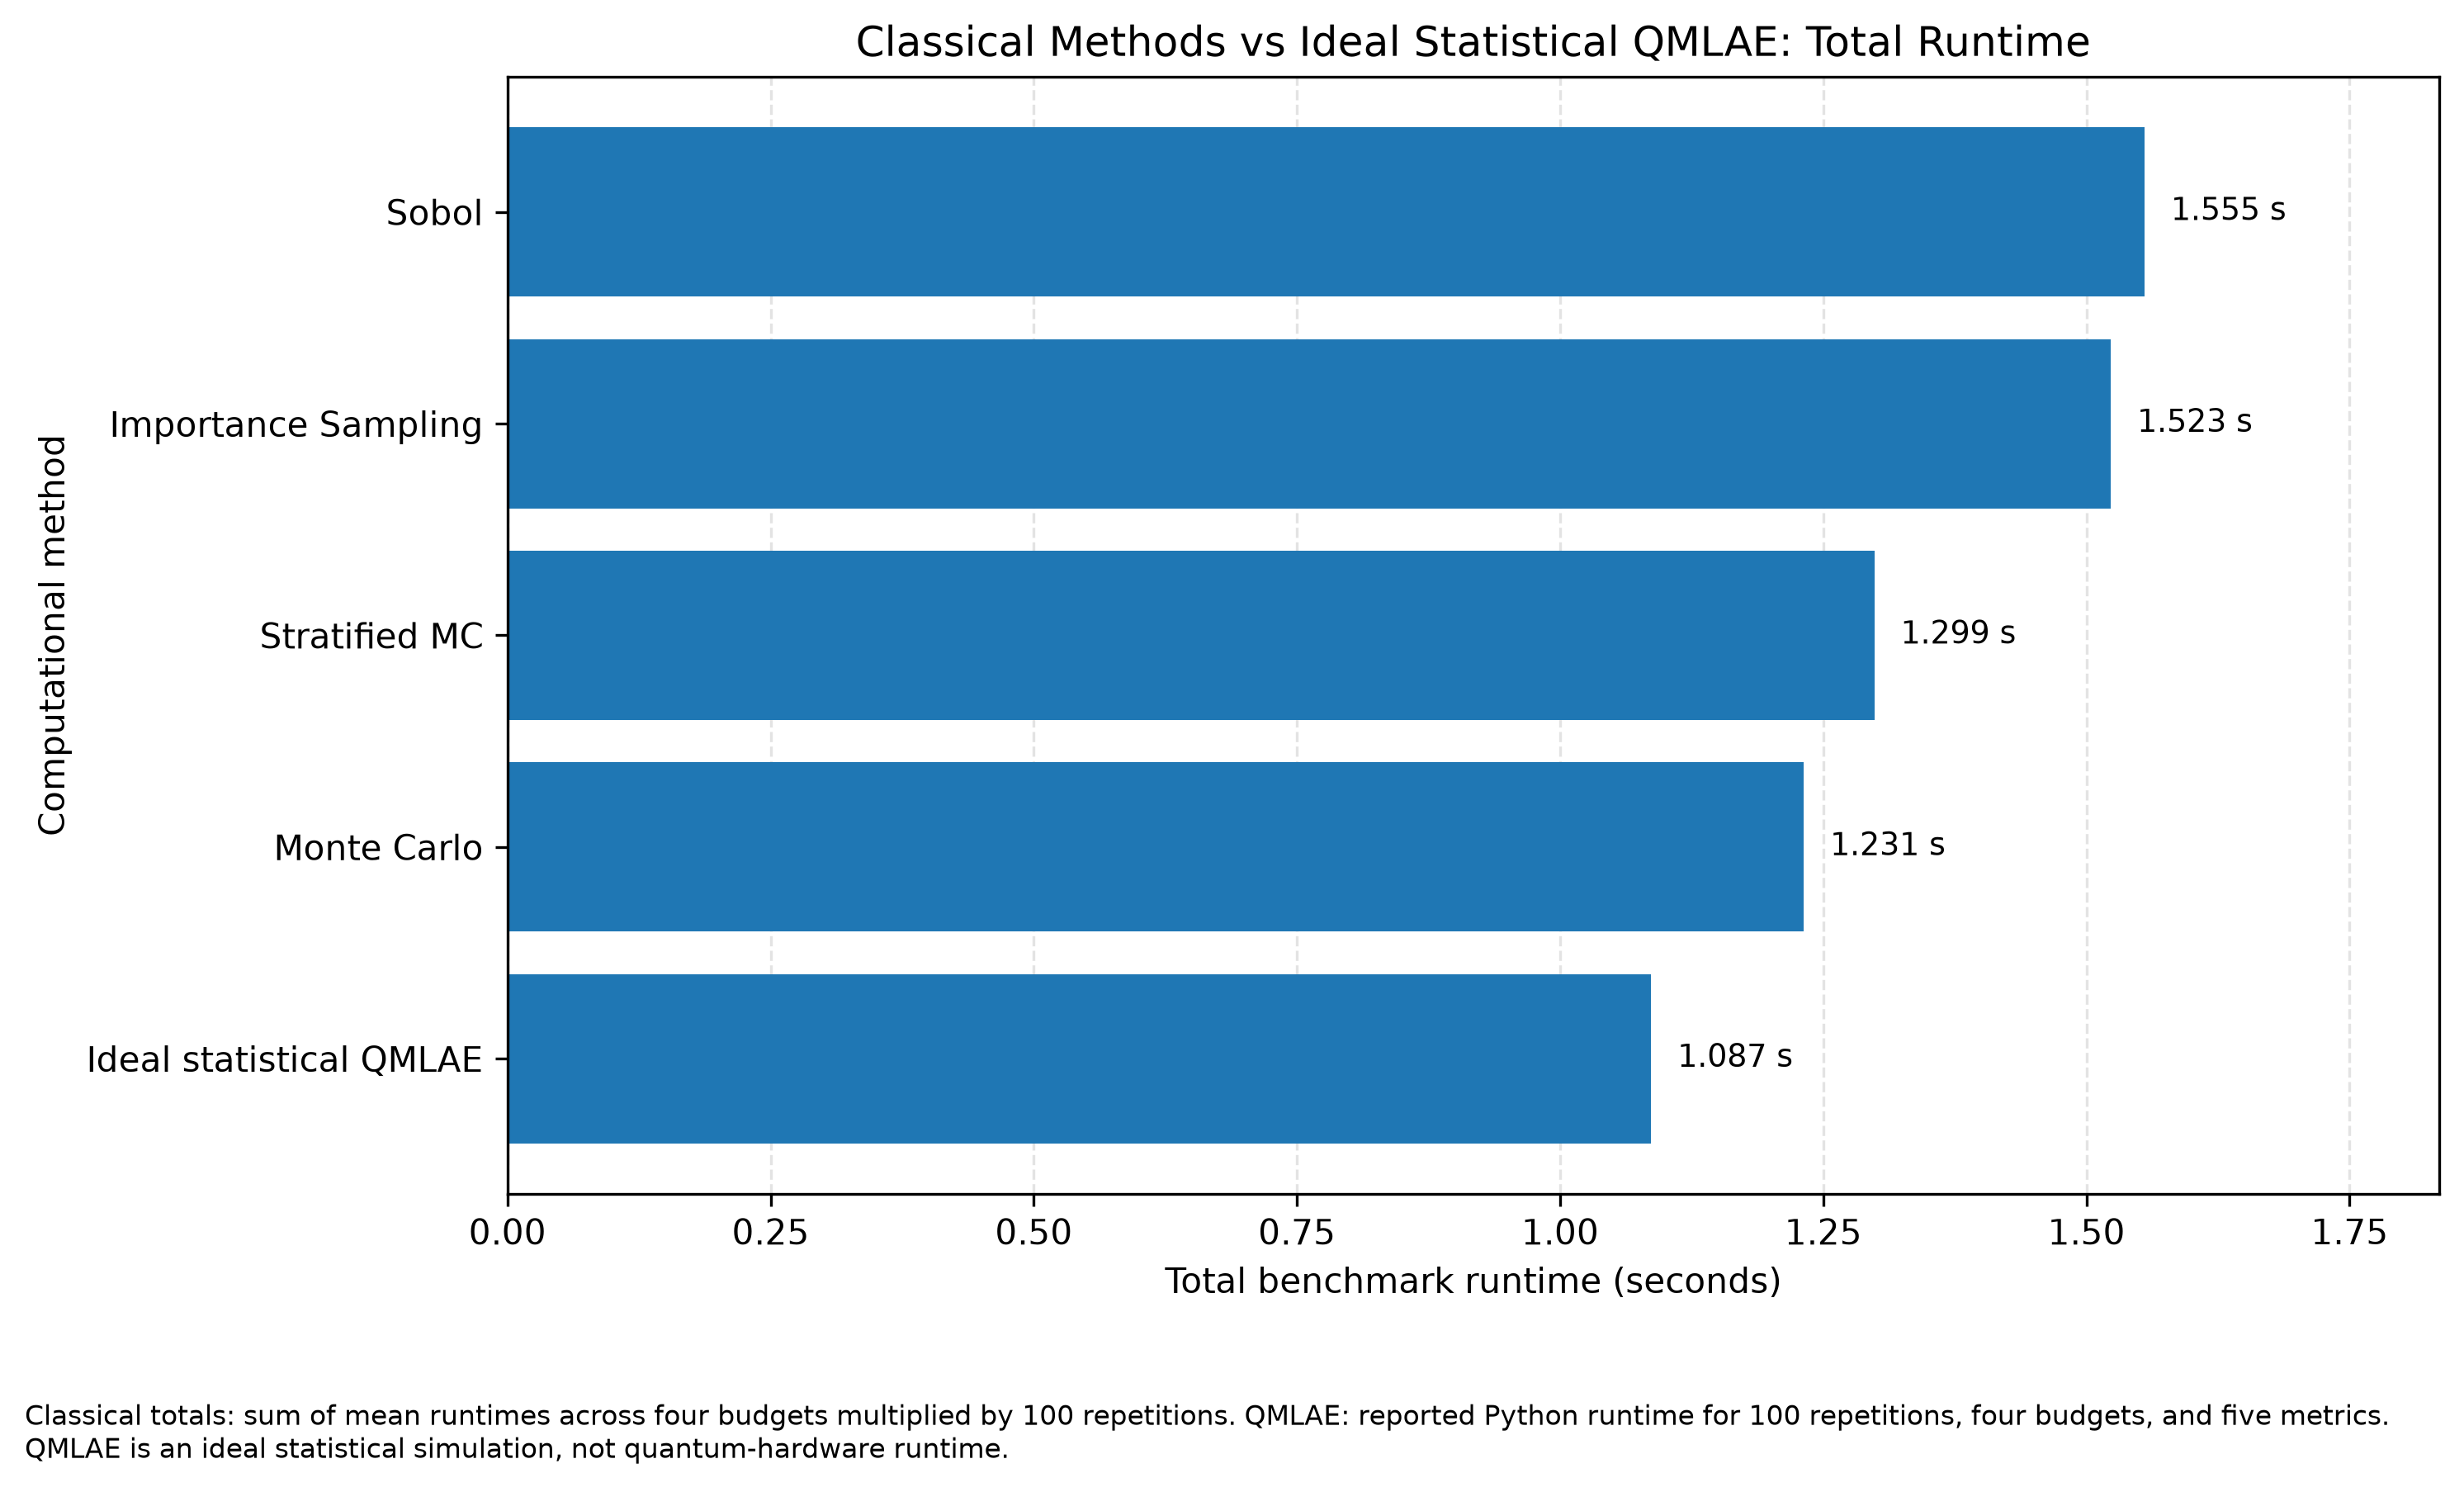 Classical Methods vs Ideal Statistical QMLAE: Total Runtime
Computational method
Sobol
1.555 s
Importance Sampling
1.523 s
Stratified MC
1.299 s
Monte Carlo
1.231 s
Ideal statistical QMLAE
1.087 s
0.00 0.25 0.50 0.75 1.00 1.25 1.50 1.75
Total benchmark runtime (seconds)
Classical totals: sum of mean runtimes across four budgets multiplied by 100 repetitions. QMLAE: reported Python runtime for 100 repetitions, four budgets, and five metrics.
QMLAE is an ideal statistical simulation, not quantum-hardware runtime.